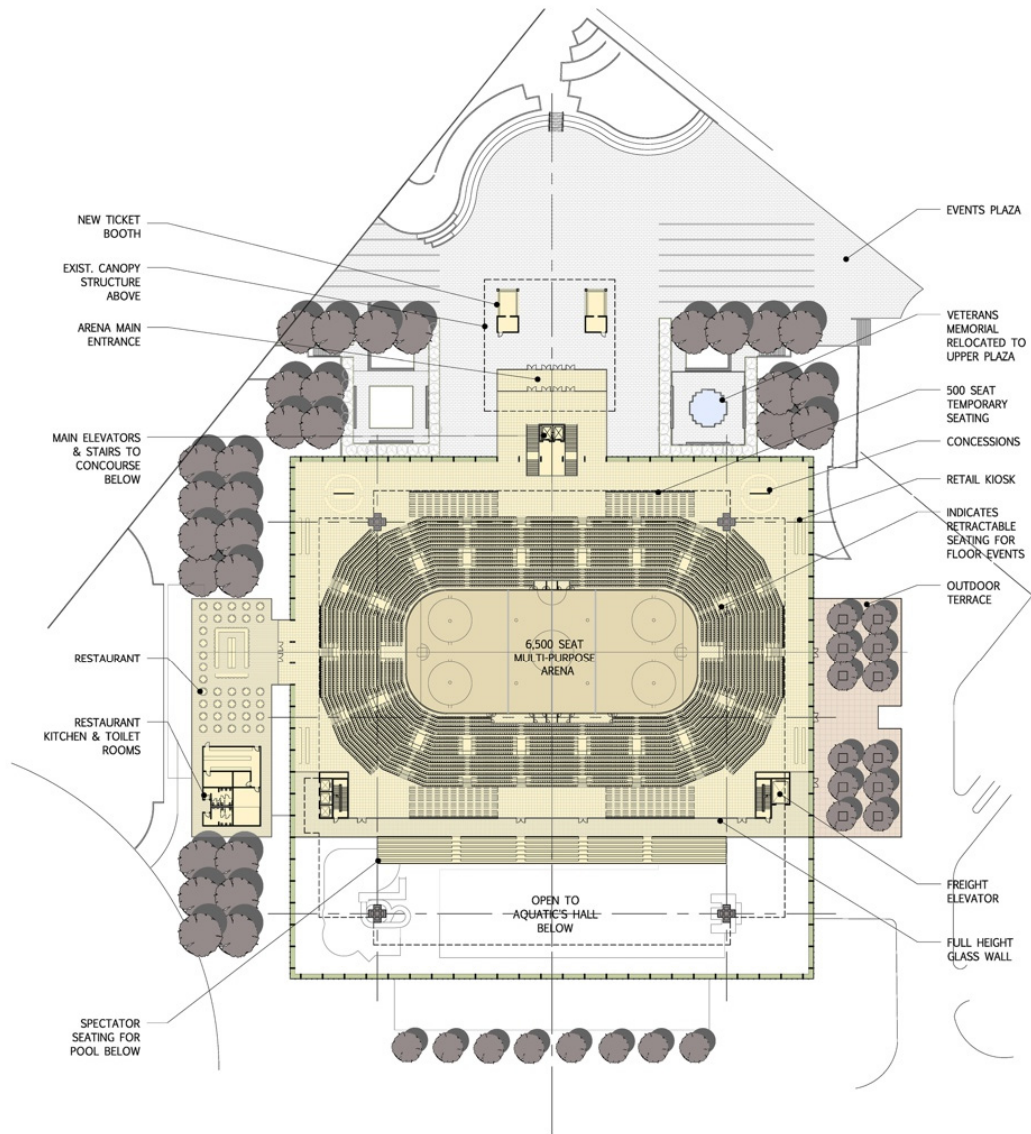 NEW TICKET
BOOTH
EXIST. CANOPY
STRUCTURE
ABOVE
ARENA MAIN
ENTRANCE
MAIN ELEVATORS
& STAIRS TO
CONCOURSE
BELOW
RESTAURANT
RESTAURANT
KITCHEN & TOILET
ROOMS
SPECTATOR
SEATING FOR
POOL BELOW
6,500 SEAT
MULTI-PURPOSE
ARENA
OPEN TO
AQUATIC'S HALL
BELOW
EVENTS PLAZA
VETERANS
MEMORIAL
RELOCATED TO
UPPER PLAZA
500 SEAT
TEMPORARY
SEATING
CONCESSIONS
RETAIL KIOSK
INDICATES
RETRACTABLE
SEATING FOR
FLOOR EVENTS
OUTDOOR
TERRACE
FREIGHT
ELEVATOR
FULL HEIGHT
GLASS WALL